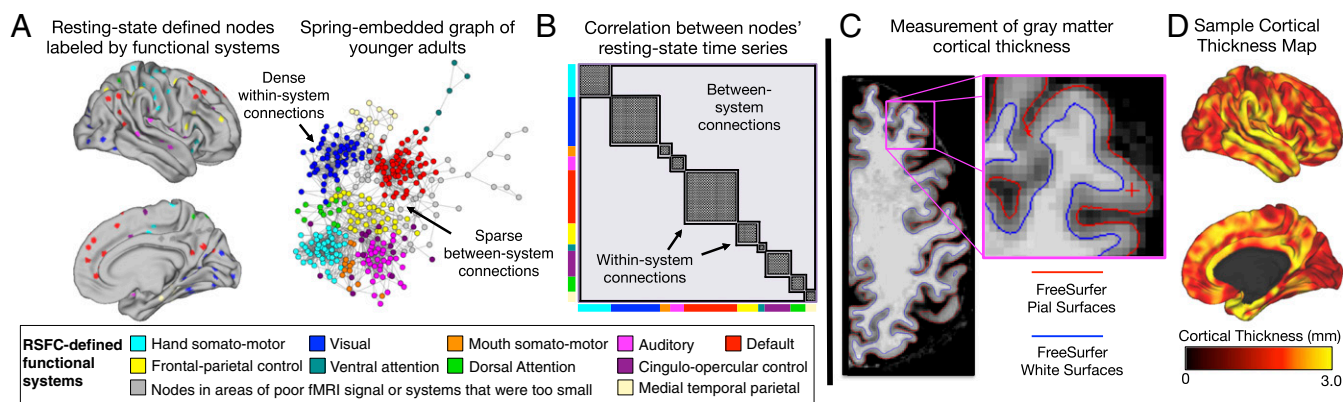 A
Resting-state defined nodes
labeled by functional systems
Spring-embedded graph of
younger adults
Dense
within-system
connections
Sparse
between-system
connections
B
Correlation between nodes'
resting-state time series
Between-
system
connections
Within-system
connections
RSFC-defined
functional
systems
Hand somato-motor
Visual
Mouth somato-motor
Auditory
Default
Frontal-parietal control
Ventral attention
Dorsal Attention
Cingulo-opercular control
Nodes in areas of poor fMRI signal or systems that were too small
Medial temporal parietal
C
Measurement of gray matter
cortical thickness
FreeSurfer
Pial Surfaces
FreeSurfer
White Surfaces
D
Sample Cortical
Thickness Map
Cortical Thickness (mm)
0
3.0